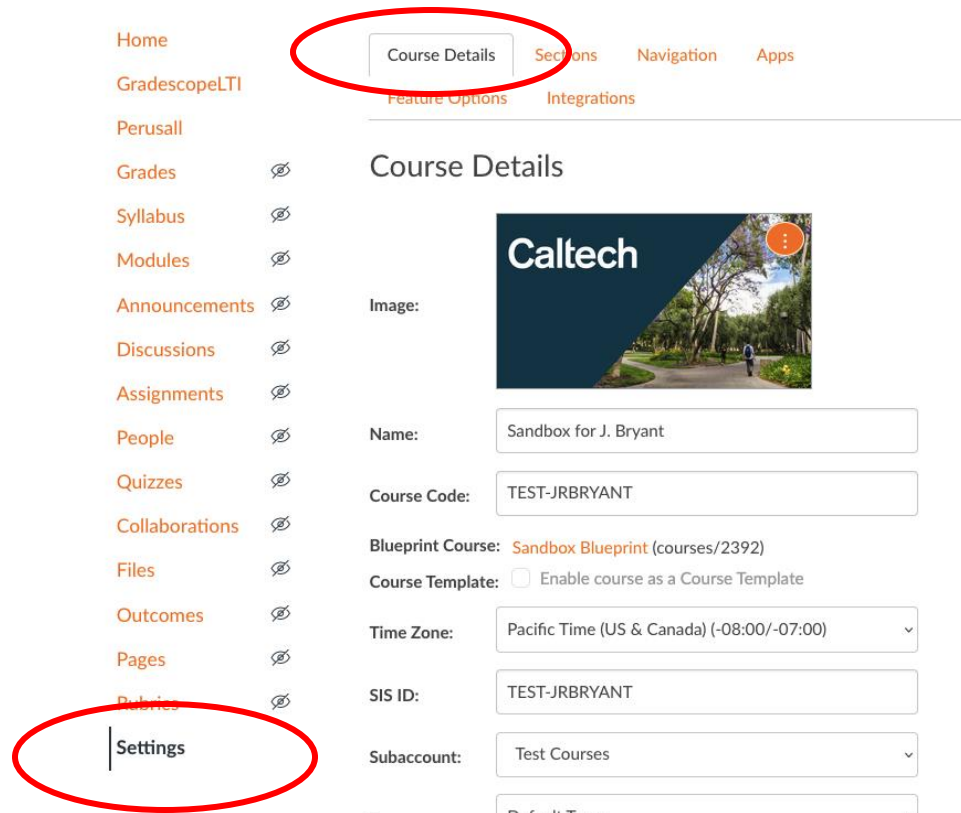 Home
GradescopeLTI
Perusall
Grades
Syllabus
Modules
Announcements
Discussions
Assignments
People
Quizzes
Collaborations
Files
Outcomes
Pages
Rubrics
Settings
Course Details Sections Navigation Apps
Feature Options Integrations
Course Details
Image:
Caltech
Name: Sandbox for J. Bryant
Course Code: TEST-JRBRYANT
Blueprint Course: Sandbox Blueprint (courses/2392)
Course Template: Enable course as a Course Template
Time Zone: Pacific Time (US & Canada) (-08:00/-07:00)
SIS ID: TEST-JRBRYANT
Subaccount: Test Courses